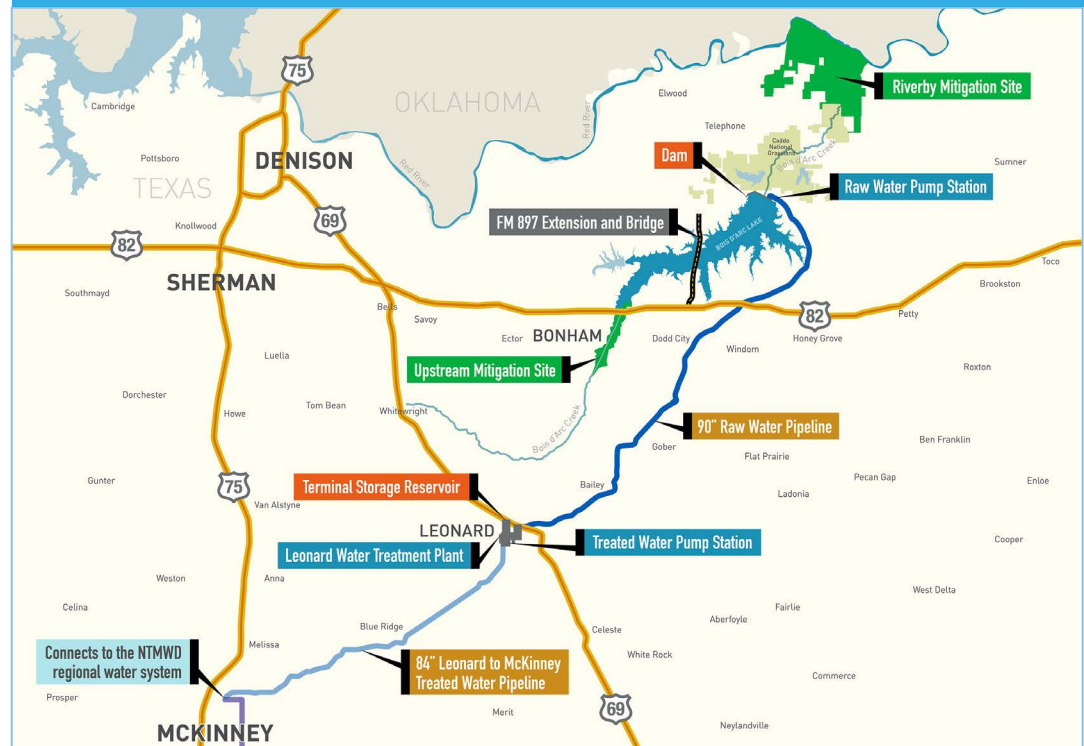 75
Cambridge
OKLAHOMA
Elwood
Riverby Mitigation Site
Red River
Telephone
Pottsboro
DENISON
Red River
Dam
Caddo
National
Grasslands
Bois d'Arc Creek
Sumner
TEXAS
Raw Water Pump Station
Knollwood
69
FM 897 Extension and Bridge
BOIS D'ARC LAKE
82
Toco
SHERMAN
Brookston
Southmayd
Bells
Savoy
82
Petty
Ector
BONHAM
Dodd City
Honey Grove
Windom
Luella
Upstream Mitigation Site
Roxton
Dorchester
Tom Bean
Whitewright
Howe
Bois d'Arc Creek
90" Raw Water Pipeline
Gober
Ben Franklin
Flat Prairie
Gunter
75
Terminal Storage Reservoir
Bailey
Pecan Gap
Enloe
Ladonia
Van Alstyne
LEONARD
Treated Water Pump Station
Cooper
Leonard Water Treatment Plant
Weston
Anna
West Delta
Celina
Fairlie
Blue Ridge
Aberfoyle
Celeste
Melissa
Connects to the NTMWD
regional water system
White Rock
84" Leonard to McKinney
Treated Water Pipeline
Commerce
Prosper
Merit
69
MCKINNEY
Neylandville